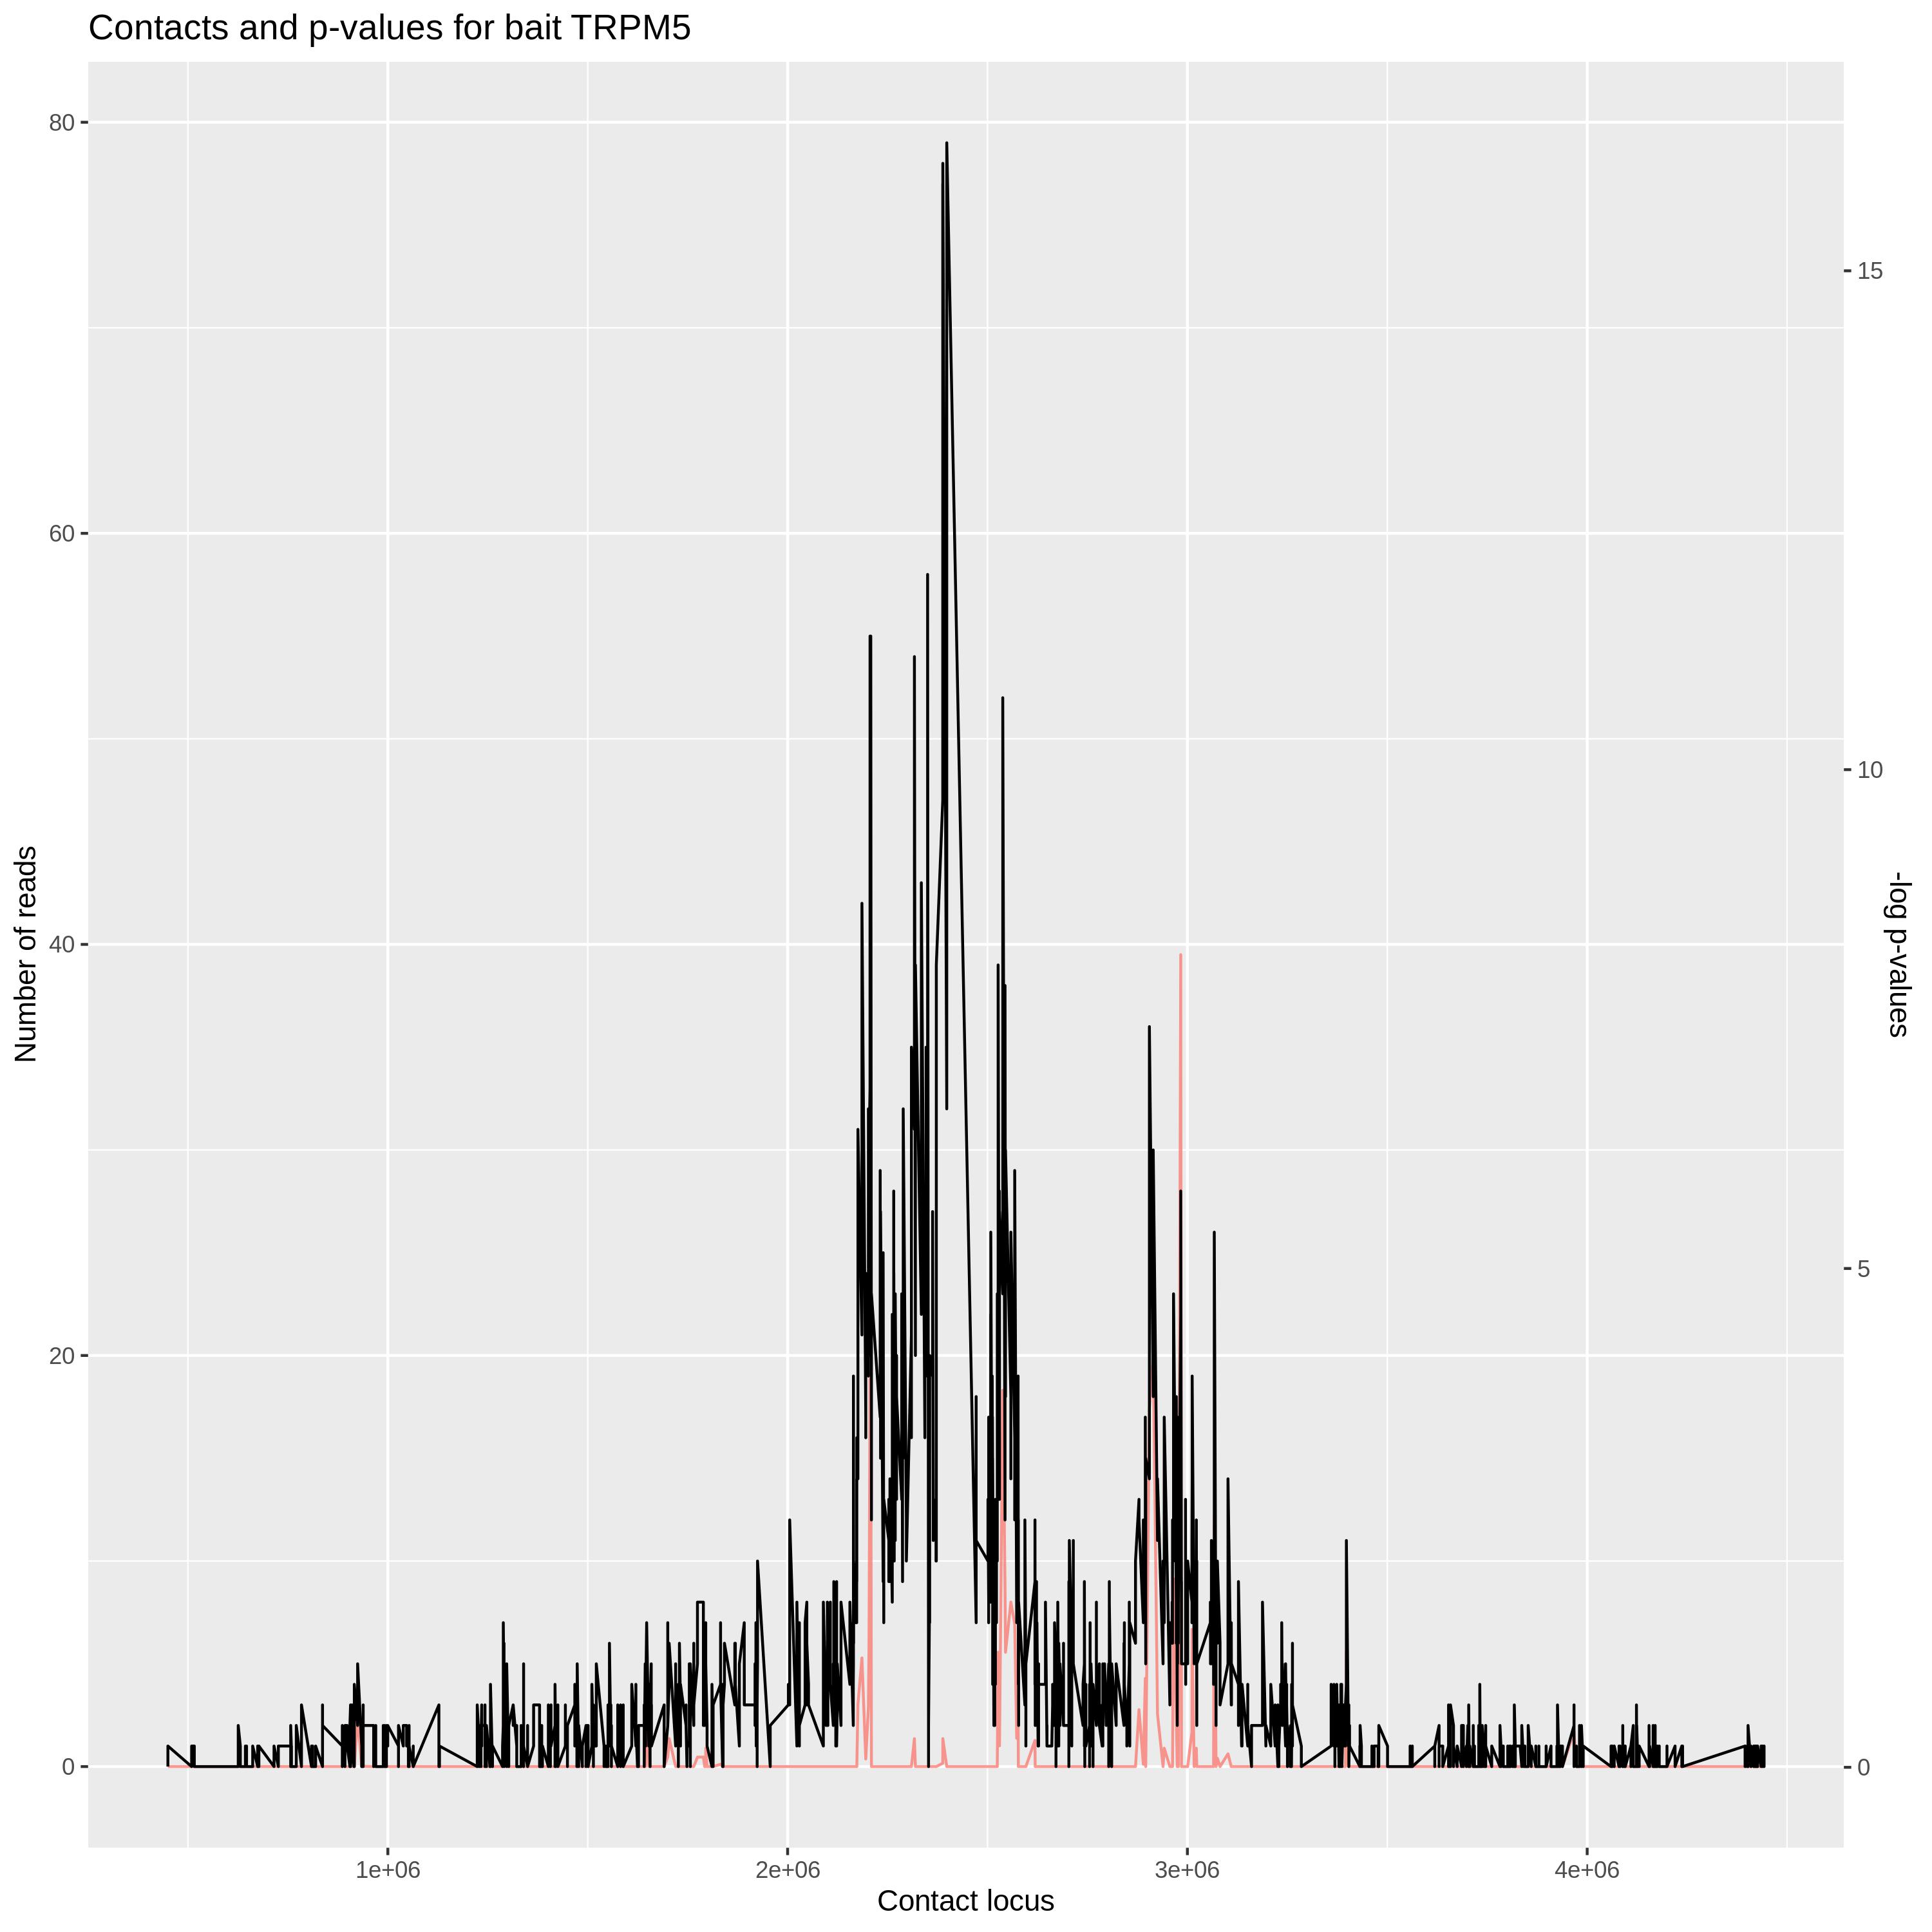 Contacts and p-values for bait TRPM5
80
60
40
20
0
Number of reads
15
10
5
0
-log p-values
1e+06
2e+06
3e+06
4e+06
Contact locus